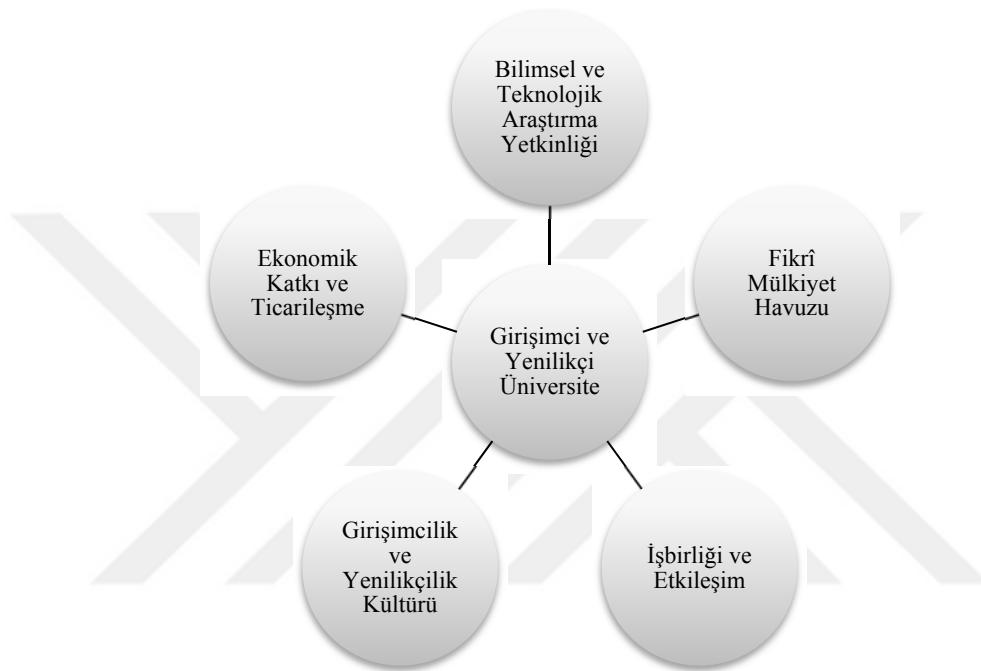 Bilimsel ve
Teknolojik
Araştırma
Yetkinliği
Ekonomik
Katkı ve
Ticarileşme
Fikrî
Mülkiyet
Havuzu
Girişimci ve
Yenilikçi
Üniversite
Girişimcilik
ve
Yenilikçilik
Kültürü
İşbirliği ve
Etkileşim